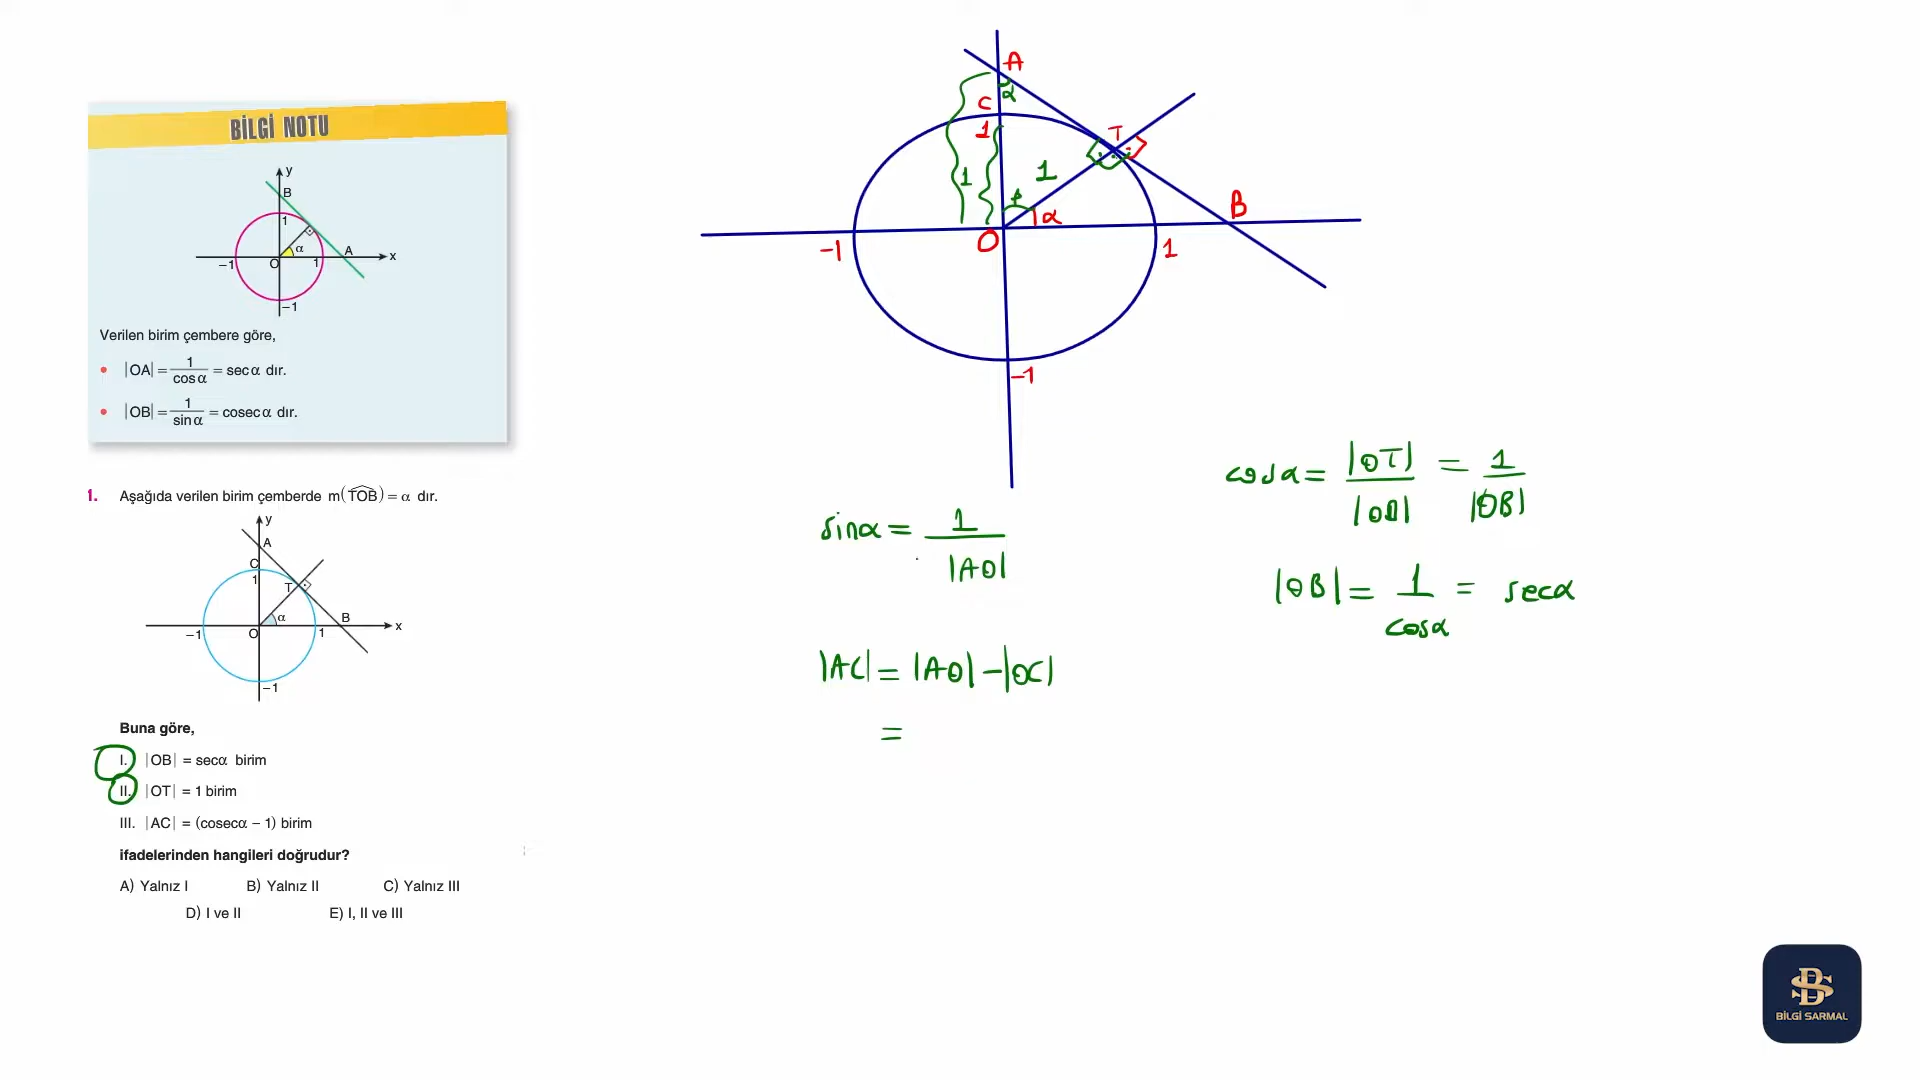 BİLGİ NOTU
y
B
1
α
A
x
−1
O
1
−1
Verilen birim çembere göre,
• |OA| = 1/cosα = secα dır.
• |OB| = 1/sinα = cosecα dır.
1. Aşağıda verilen birim çemberde m(TOB) = α dır.
y
A
C
1
T
α
B
x
−1
O
1
−1
Buna göre,
I. |OB| = secα birim
II. |OT| = 1 birim
III. |AC| = (cosecα − 1) birim
ifadelerinden hangileri doğrudur?
A) Yalnız I B) Yalnız II C) Yalnız III
D) I ve II E) I, II ve III
A
α
C
1
T
1
1
α
B
O
−1
1
−1
cosα = |OT|/|OB| = 1/|OB|
|OB| = 1/cosα = secα
sinα = 1/|AO|
|AC| = |AO| − |OC|
=
BİLGİ SARMAL